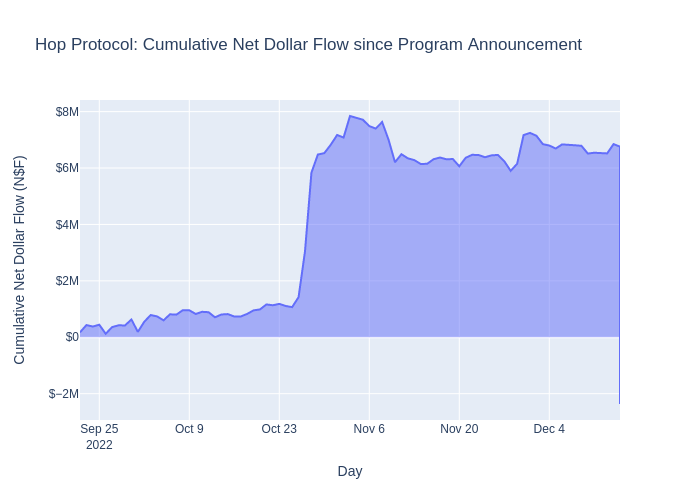 Hop Protocol: Cumulative Net Dollar Flow since Program Announcement
Cumulative Net Dollar Flow (N$F)
$8M
$6M
$4M
$2M
$0
$−2M
Sep 25
2022
Oct 9
Oct 23
Nov 6
Nov 20
Dec 4
Day